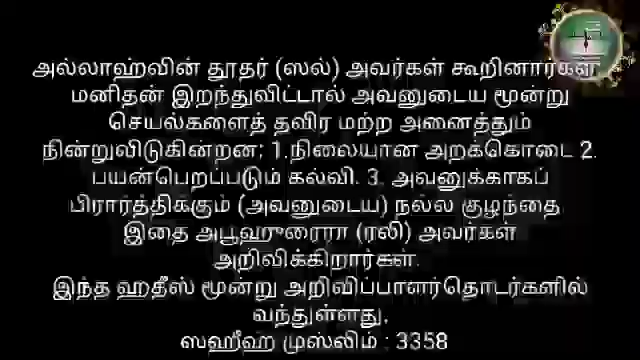 அல்லாஹ்வின் தூதர் (ஸல்) அவர்கள் கூறினார்கள்
மனிதன் இறந்துவிட்டால் அவனுடைய மூன்று
செயல்களைத் தவிர மற்ற அனைத்தும்
நின்றுவிடுகின்றன; 1.நிலையான அறக்கொடை 2.
பயன்பெறப்படும் கல்வி. 3. அவனுக்காகப்
பிரார்த்திக்கும் (அவனுடைய) நல்ல குழந்தை
இதை அபூஹுரைரா (ரலி) அவர்கள்
அறிவிக்கிறார்கள்.
இந்த ஹதீஸ் மூன்று அறிவிப்பாளர்தொடர்களில்
வந்துள்ளது.
ஸஹீஹ் முஸ்லிம் : 3358